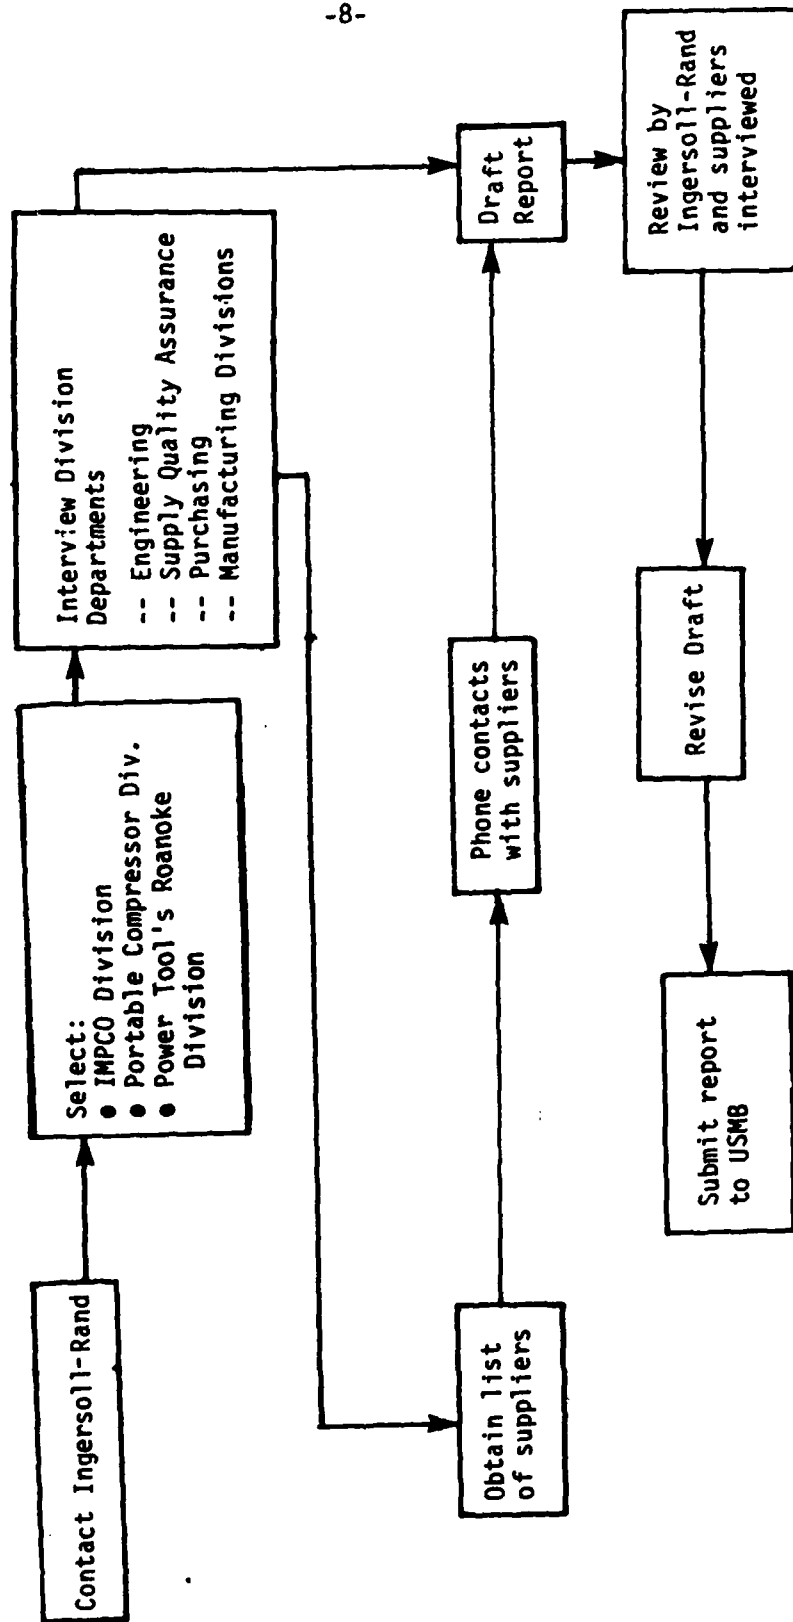 -8-
Contact Ingersoll-Rand
Select:
● IMPCO Division
● Portable Compressor Div.
● Power Tool's Roanoke
Division
Interview Division
Departments
-- Engineering
-- Supply Quality Assurance
-- Purchasing
-- Manufacturing Divisions
Obtain list
of suppliers
Phone contacts
with suppliers
Draft
Report
Review by
Ingersoll-Rand
and suppliers
interviewed
Revise Draft
Submit report
to USMB